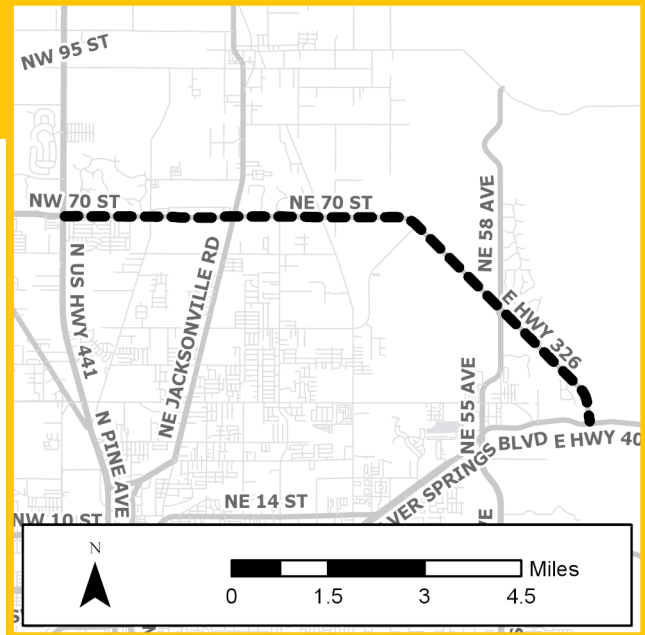 NW 95 ST
NW 70 ST
NE 70 ST
NE 58 AVE
N US HWY 441
NE JACKSONVILLE RD
E HWY 326
NE 55 AVE
N PINE AVE
BLVD
E HWY 40
LVER SPRINGS
NE 14 ST
NW 10 ST
VE
N
Miles
0
1.5
3
4.5